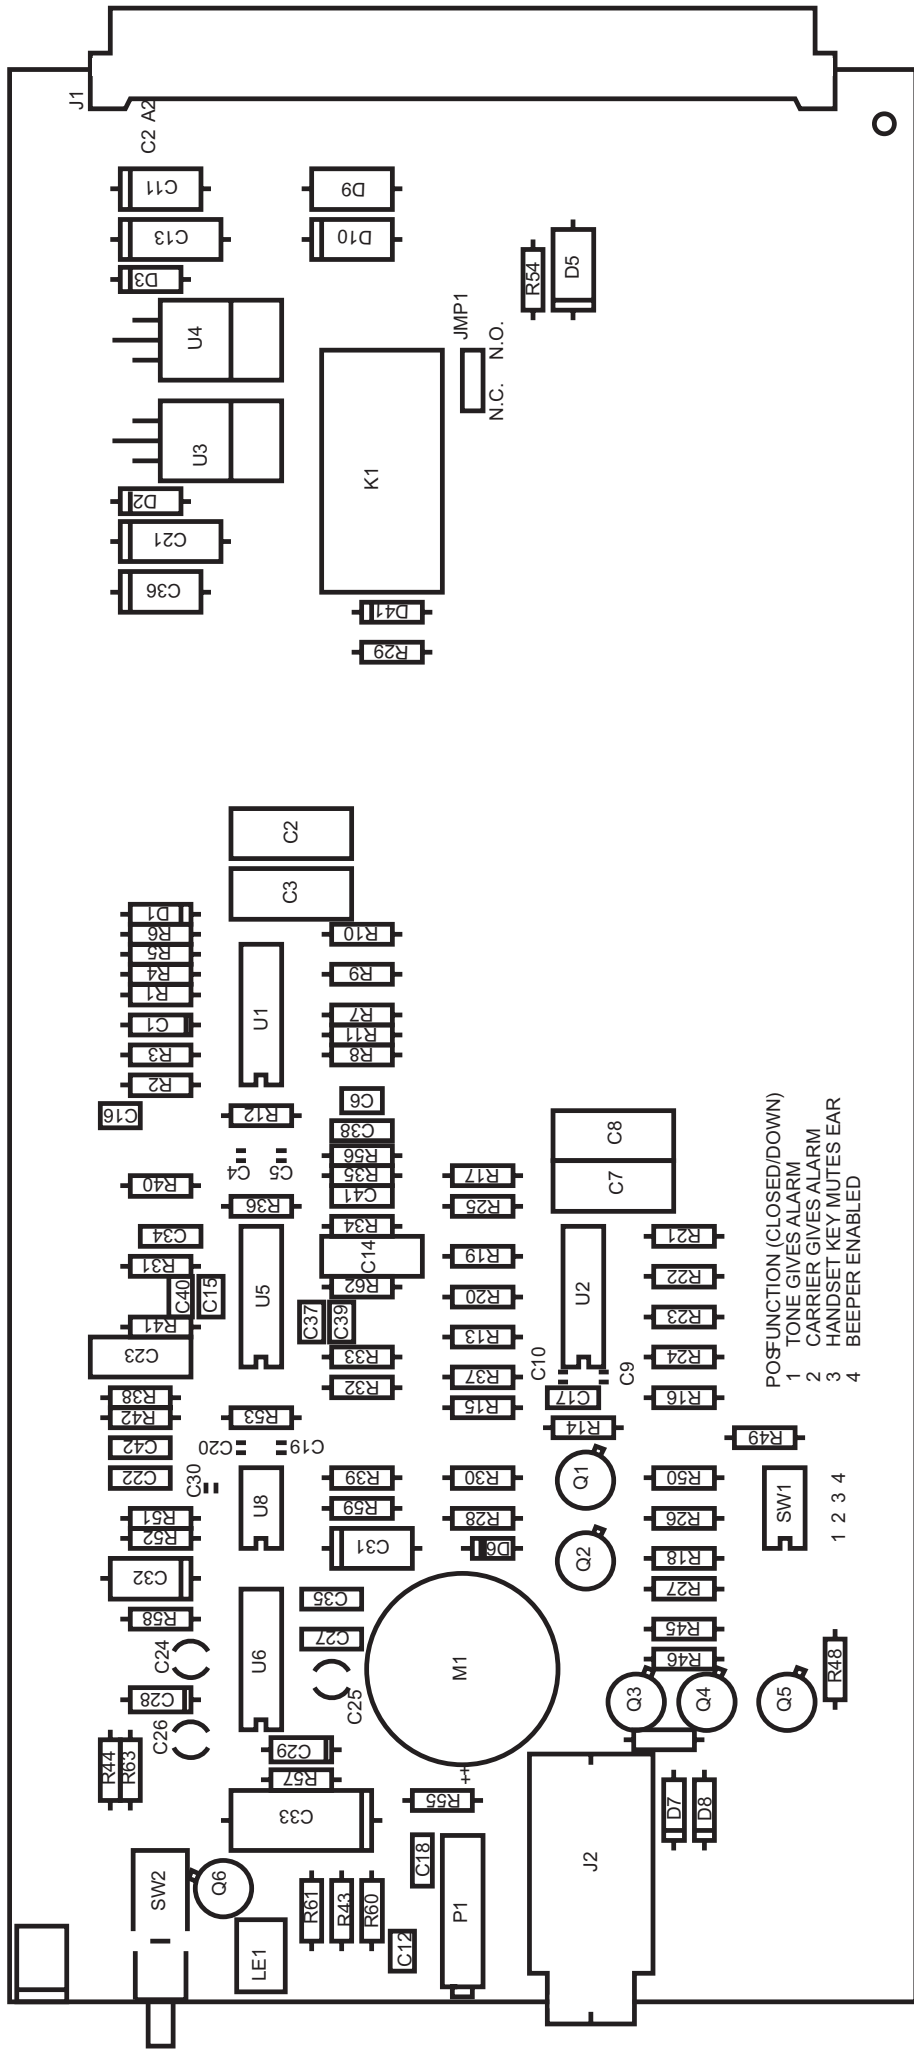 J1
C2 A2
C11
D9
C13
D10
D3
R54
D5
U4
JMP1
N.C. N.O.
U3
K1
D2
C21
C36
D41
R29
C2
C3
D1
R6
R10
R5
R4
R9
R1
C1
U1
R7
R11
R3
R8
R2
C16
R12
C6
C38
C8
C4
C5
R56
R40
R35
R17
C7
R36
C41
R25
C34
R34
R21
R31
C14
R19
C40
C15
U5
R62
R20
U2
R22
R41
C37
C39
R13
R23
C23
R33
C10
C9
R24
R38
R32
R37
C17
R16
R42
R53
R15
R14
C42
C20
C19
R49
C22
C30
R39
R30
Q1
R50
R51
U8
R59
R28
R26
SW1
R52
C31
D6
Q2
R18
1 2 3 4
C32
R27
R58
C35
R45
C24
U6
C27
M1
R46
R48
C28
C25
Q3
Q4
Q5
C26
C29
R44
R63
R57
+
+
C33
R55
D7
D8
SW2
Q6
C18
J2
R61
R43
R60
P1
LE1
C12
POS FUNCTION (CLOSED/DOWN)
1 TONE GIVES ALARM
2 CARRIER GIVES ALARM
3 HANDSET KEY MUTES EAR
4 BEEPER ENABLED